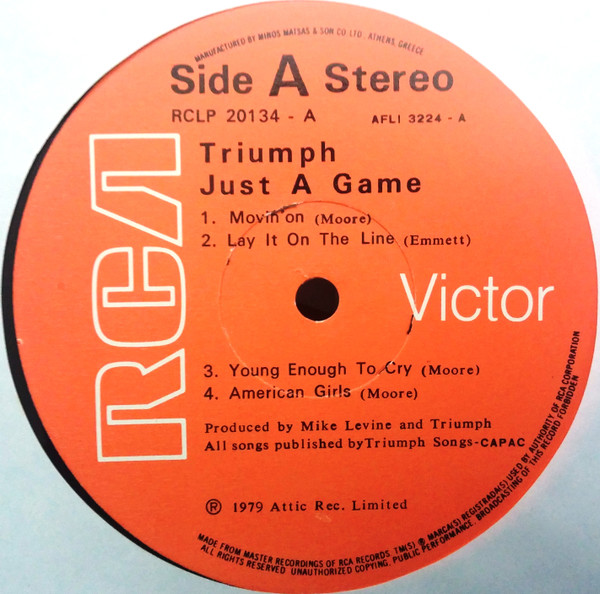 MANUFACTURED BY MINOS MATSAS & SON CO LTD. ATHENS, GREECE
Side A Stereo
RCLP 20134 - A
AFLI 3224 - A
RCA
Triumph
Just A Game
1. Movin'on (Moore)
2. Lay It On The Line (Emmett)
Victor
3. Young Enough To Cry (Moore)
4. American Girls (Moore)
Produced by Mike Levine and Triumph
All songs published byTriumph Songs-CAPAC
℗ 1979 Attic Rec. Limited
MADE FROM MASTER RECORDINGS OF RCA RECORDS. TM(S) ® MARCA(S) REGISTRADA(S) USED BY AUTHORITY OF RCA CORPORATION
ALL RIGHTS RESERVED UNAUTHORIZED COPYING, PUBLIC PERFORMANCE, BROADCASTING OF THIS RECORD FORBIDDEN